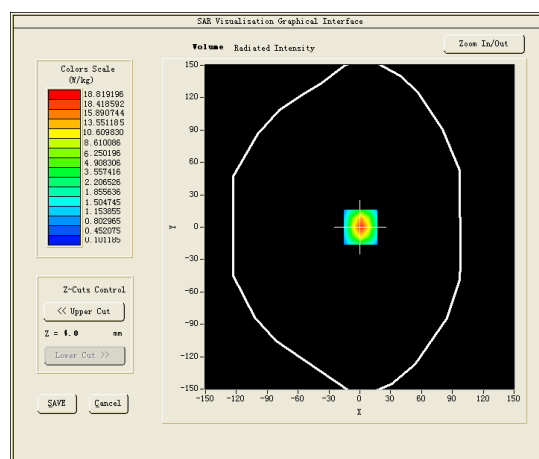 SAR Visualisation Graphical Interface
Volume Radiated Intensity
Zoom In/Out
Colors Scale
(W/kg)
18.819196
18.418592
15.890744
13.551185
10.609830
8.610086
6.250196
4.908306
3.557416
2.206526
1.855636
1.504745
1.153855
0.802965
0.452075
0.101185
Z-Cuts Control
<< Upper Cut
Z = 4.0 mm
Lower Cut >>
SAVE
Cancel
150
120
90
60
30
0
-30
-60
-90
-120
-150
Y
-150 -120 -90 -60 -30 0 30 60 90 120 150
X